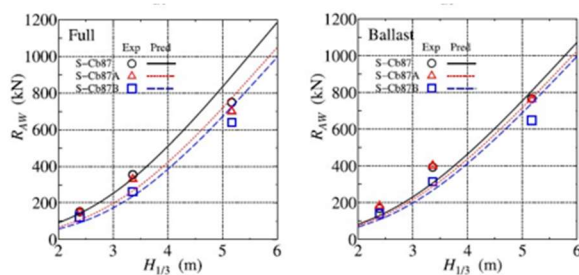 Full
Exp Pred
S-Cb87
S-Cb87A
S-Cb87B
R_AW (kN)
1200
1000
800
600
400
200
0
2 3 4 5 6
H_1/3 (m)
Ballast
Exp Pred
S-Cb87
S-Cb87A
S-Cb87B
R_AW (kN)
1200
1000
800
600
400
200
0
2 3 4 5 6
H_1/3 (m)